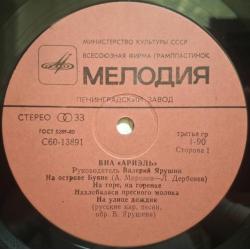 МИНИСТЕРСТВО КУЛЬТУРЫ СССР
ВСЕСОЮЗНАЯ ФИРМА ГРАМПЛАСТИНОК
МЕЛОДИЯ
ЛЕНИНГРАДСКИЙ ЗАВОД
СТЕРЕО 33
ГОСТ 5289-80
С60-13891
третья гр
1-90
Сторона 1
ВИА «АРИЭЛЬ»
Руководитель Валерий Ярушин
На острове Буяне (А. Морозов—Л. Дербенев)
На горе, на горенке
Нахлебалася пресного молока
На улице дождик
(русские нар. песни,
обр. В. Ярушина)